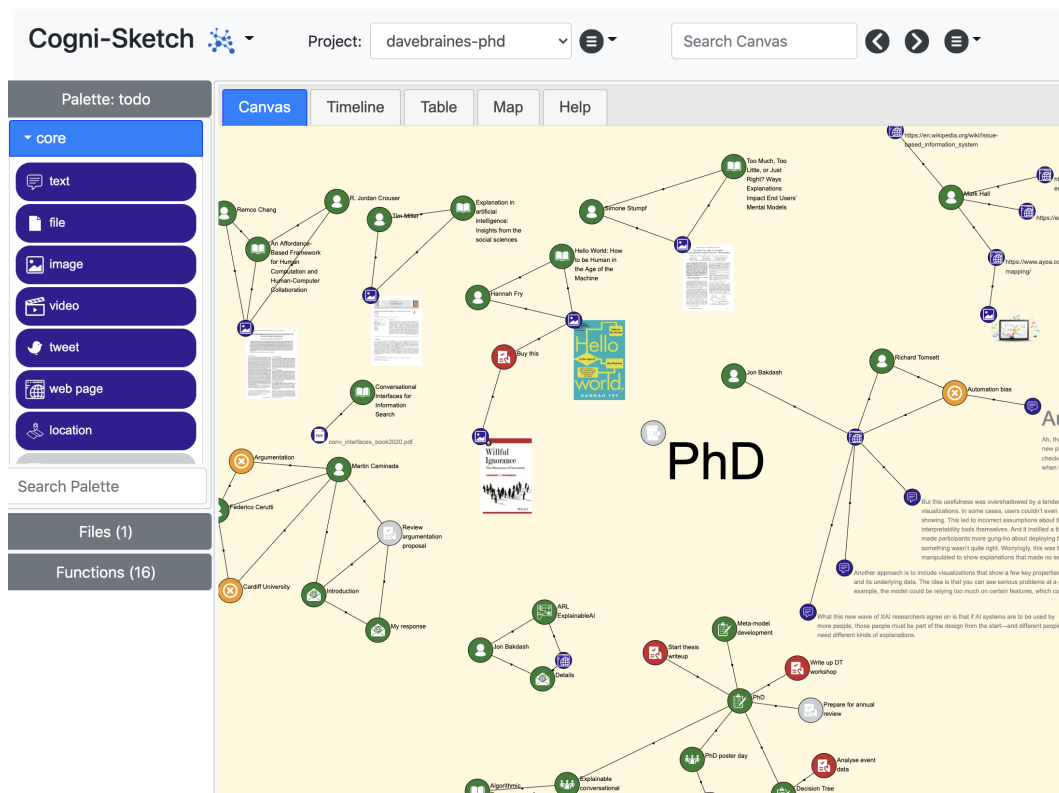 Cogni-Sketch
Project:
davebraines-phd
Search Canvas
Palette: todo
core
text
file
image
video
tweet
web page
location
Search Palette
Files (1)
Functions (16)
Canvas
Timeline
Table
Map
Help
Remco Chang
R. Jordan Crouser
Tim Miller
An Affordance-
Based Framework
for Human
Computation and
Human-Computer
Collaboration
Explanation in
artificial
intelligence:
Insights from the
social sciences
Simone Stumpf
Too Much, Too
Little, or Just
Right? Ways
Explanations
Impact End Users'
Mental Models
https://en.wikipedia.org/wiki/Issue-
based_information_system
Mark Hall
https://www.ayoa.co
mapping/
Hello World: How
to be Human in
the Age of the
Machine
Hannah Fry
Buy this
Hello
world.
HANNAH FRY
Willful
Ignorance
WILEY
Conversational
Interfaces for
Information
Search
conv_interfaces_book2020.pdf
Argumentation
Martin Caminada
Federico Cerutti
Review
argumentation
proposal
Cardiff University
Introduction
My response
PhD
Jon Bakdash
Richard Tomsett
Automation bias
Au
Ah, the
new p
check
when
But this usefulness was overshadowed by a tende
visualizations. In some cases, users couldn't even
showing. This led to incorrect assumptions about t
interpretability tools themselves. And it instilled a f
made participants more gung-ho about deploying t
something wasn't quite right. Worryingly, this was t
manipulated to show explanations that made no se
Another approach is to include visualizations that show a few key properties
and its underlying data. The idea is that you can see serious problems at a
example, the model could be relying too much on certain features, which co
What this new wave of XAI researchers agree on is that if AI systems are to be used by
more people, those people must be part of the design from the start—and different people
need different kinds of explanations.
ARL
ExplainableAI
Jon Bakdash
Details
Meta-model
development
Start thesis
writeup
Write up DT
workshop
PhD
Prepare for annual
review
PhD poster day
Analyse event
data
Decision Tree
Algorithmic
Explainable
conversational